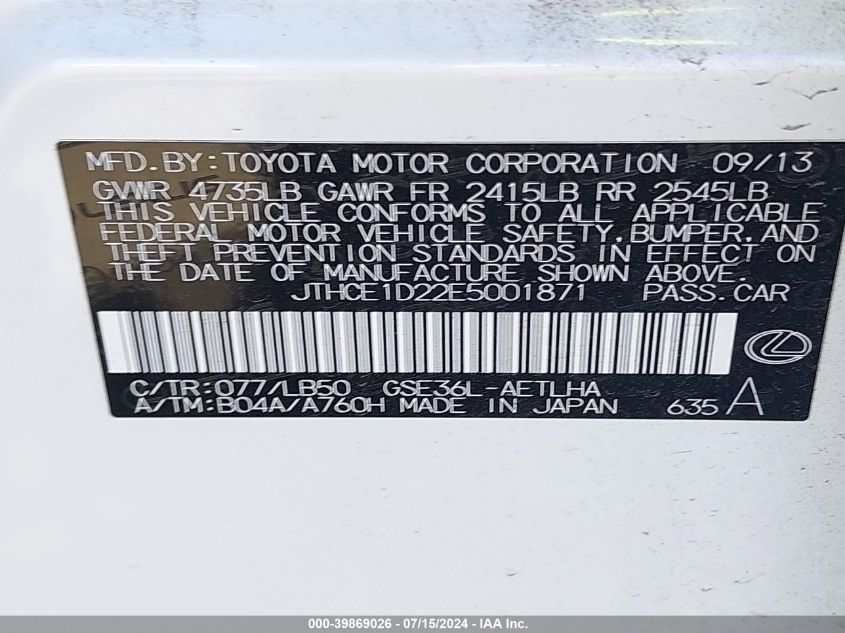 MFD.BY:TOYOTA MOTOR CORPORATION 09/13
GVWR 4735LB GAWR FR 2415LB RR 2545LB
THIS VEHICLE CONFORMS TO ALL APPLICABLE
FEDERAL MOTOR VEHICLE SAFETY,BUMPER,AND
THEFT PREVENTION STANDARDS IN EFFECT ON
THE DATE OF MANUFACTURE SHOWN ABOVE.
JTHCE1D22E5001871 PASS.CAR
C/TR:077/LB50 GSE36L-AETLHA
A/TM:B04A/A760H MADE IN JAPAN 635 A
000-39869026 - 07/15/2024 - IAA Inc.